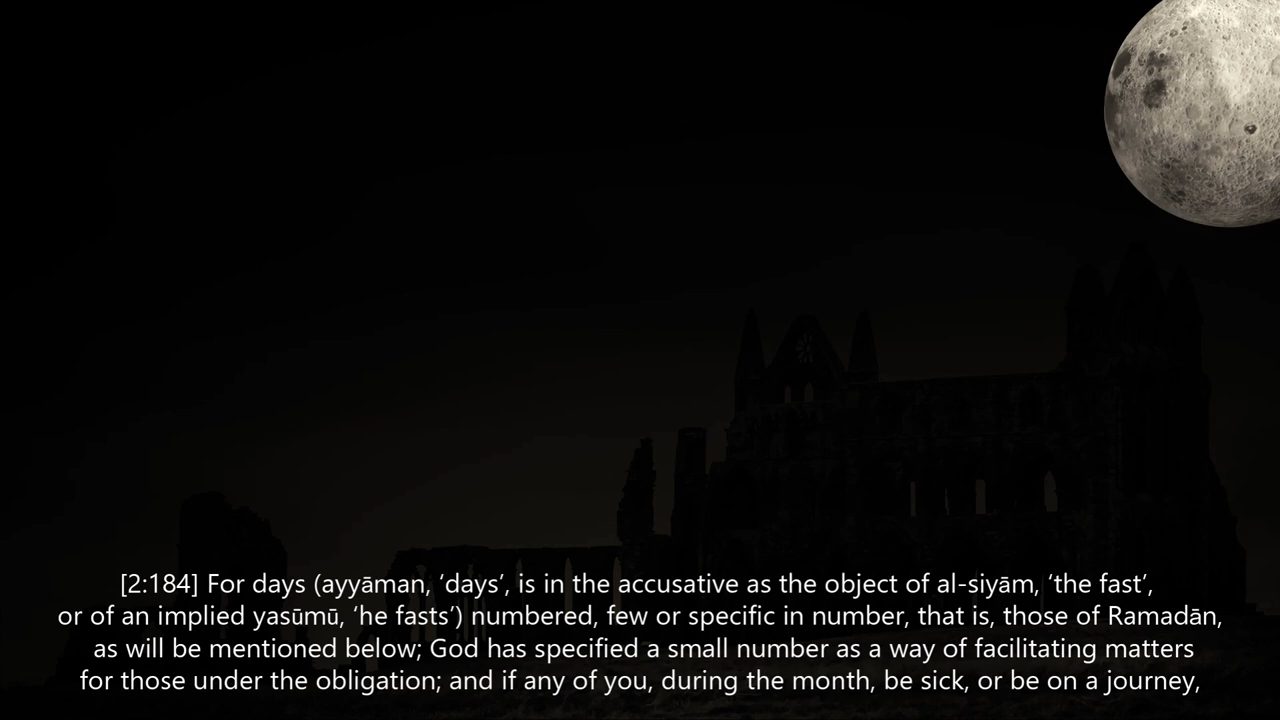 [2:184] For days (ayyāman, ‘days’, is in the accusative as the object of al-siyām, ‘the fast’,
or of an implied yasūmū, ‘he fasts’) numbered, few or specific in number, that is, those of Ramadān,
as will be mentioned below; God has specified a small number as a way of facilitating matters
for those under the obligation; and if any of you, during the month, be sick, or be on a journey,